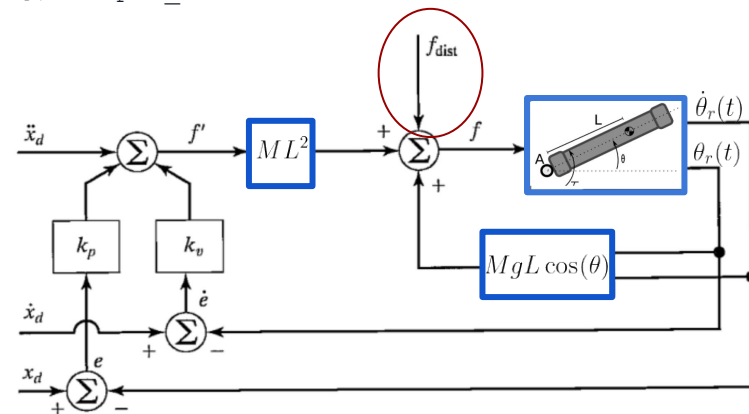 f_dist
ẍ_d
Σ
f′
ML²
+
Σ
f
+
L
A
θ
τ
θ̇_r(t)
θ_r(t)
k_p
k_v
MgL cos(θ)
ẋ_d
ė
+
Σ
−
e
x_d
+
Σ
−